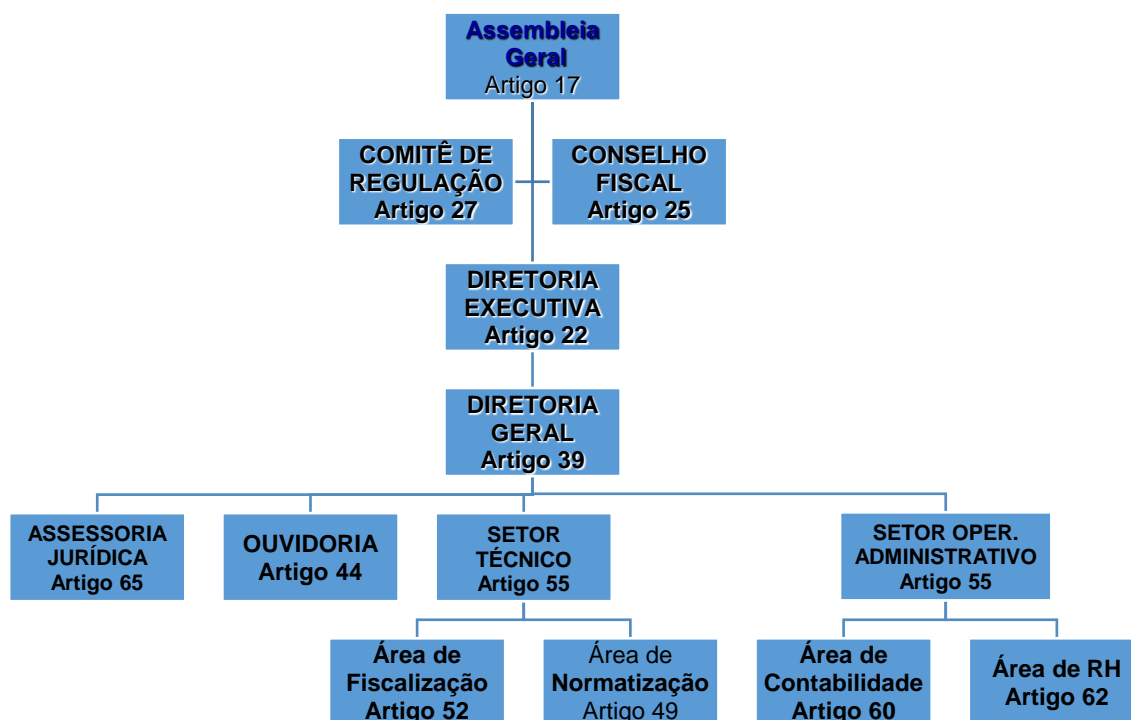 Assembleia
Geral
Artigo 17
COMITÊ DE
REGULAÇÃO
Artigo 27
CONSELHO
FISCAL
Artigo 25
DIRETORIA
EXECUTIVA
Artigo 22
DIRETORIA
GERAL
Artigo 39
ASSESSORIA
JURÍDICA
Artigo 65
OUVIDORIA
Artigo 44
SETOR
TÉCNICO
Artigo 55
SETOR OPER.
ADMINISTRATIVO
Artigo 55
Área de
Fiscalização
Artigo 52
Área de
Normatização
Artigo 49
Área de
Contabilidade
Artigo 60
Área de RH
Artigo 62